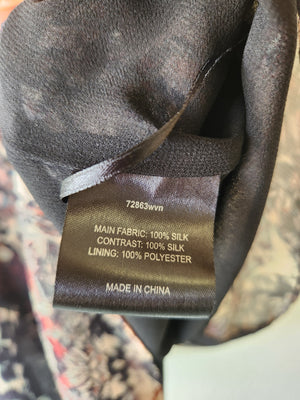 72863wvn
MAIN FABRIC: 100% SILK
CONTRAST: 100% SILK
LINING: 100% POLYESTER
MADE IN CHINA